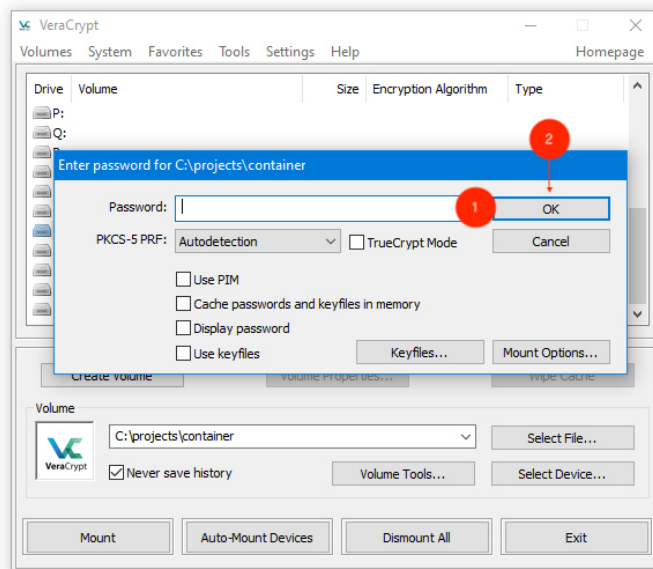 VeraCrypt
Volumes System Favorites Tools Settings Help Homepage
Drive Volume Size Encryption Algorithm Type
P:
Q:
2
Enter password for C:\projects\container
Password: 1 OK
PKCS-5 PRF: Autodetection TrueCrypt Mode Cancel
Use PIM
Cache passwords and keyfiles in memory
Display password
Use keyfiles Keyfiles... Mount Options...
Create Volume Volume Properties... Wipe Cache
Volume
VeraCrypt C:\projects\container Select File...
Never save history Volume Tools... Select Device...
Mount Auto-Mount Devices Dismount All Exit